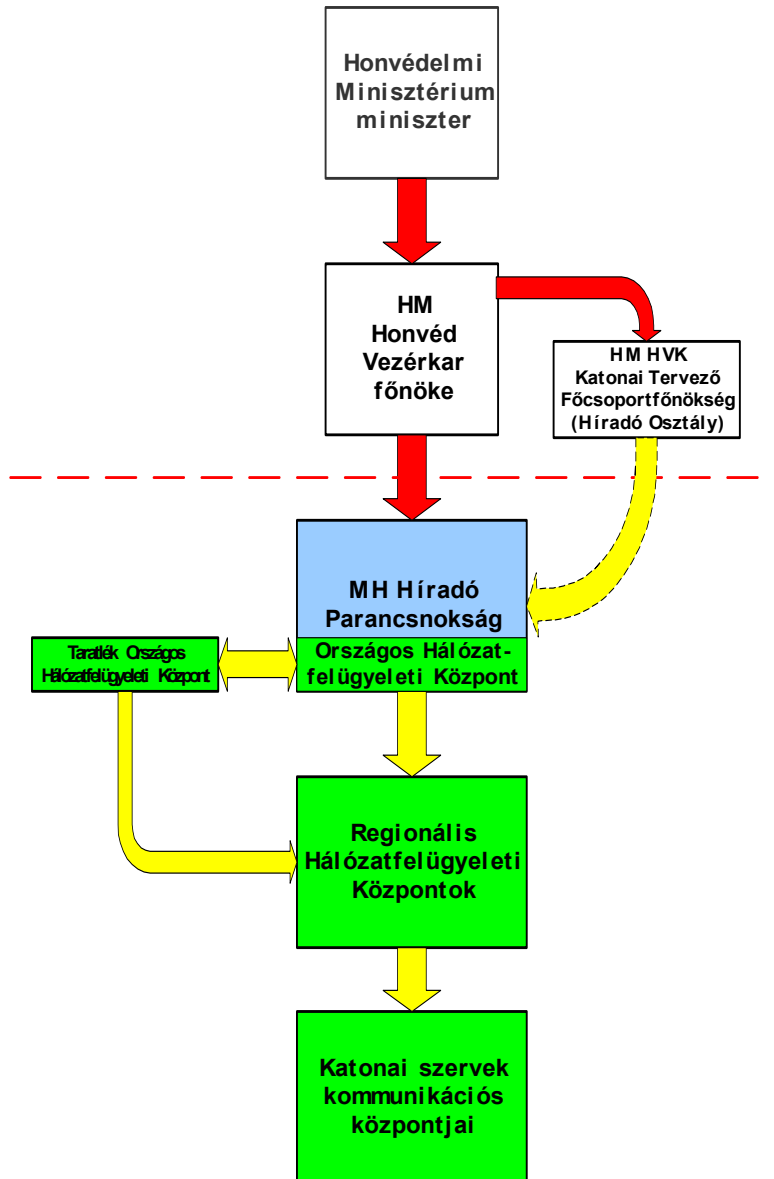 Honvédelmi
Minisztérium
miniszter
HM
Honvéd
Vezérkar
főnöke
HM HVK
Katonai Tervező
Főcsoportfőnökség
(Híradó Osztály)
MH Híradó
Parancsnokság
Taratlék Országos
Hálózatfelügyeleti Központ
Országos Hálózat-
felügyeleti Központ
Regionális
Hálózatfelügyeleti
Központok
Katonai szervek
kommunikációs
központjai